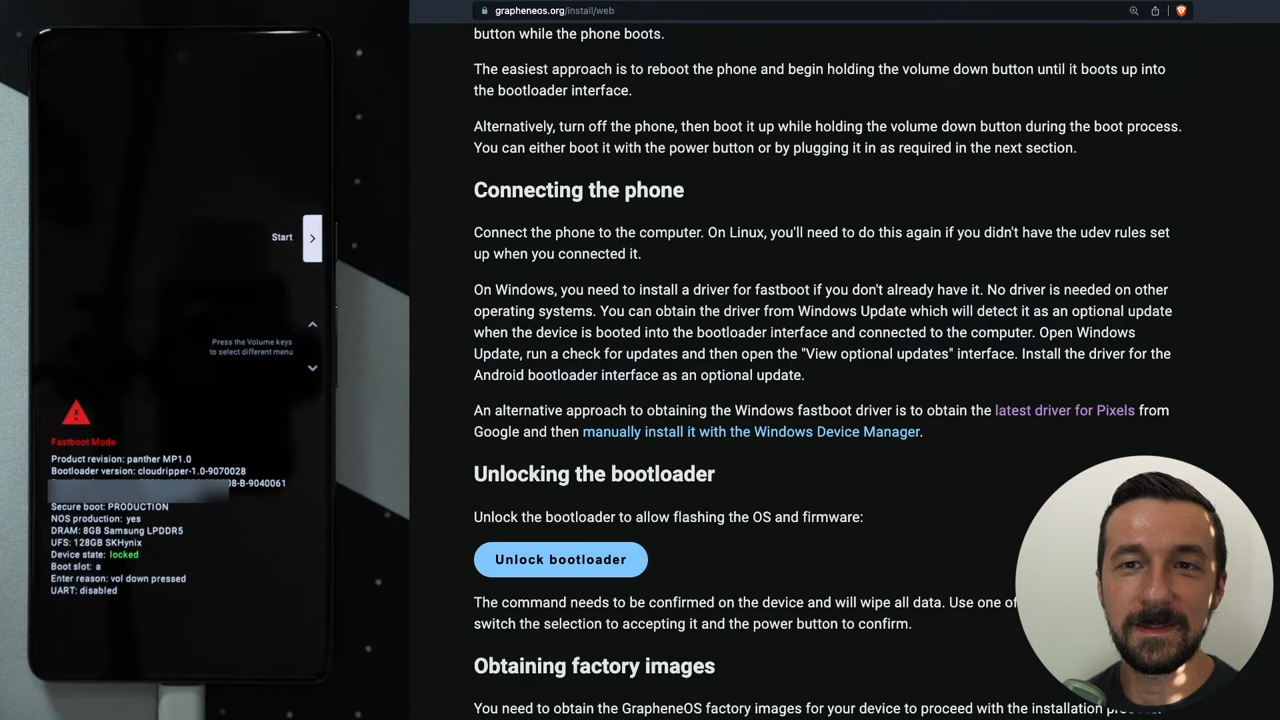 Start
Press the Volume keys
to select different menu
Fastboot Mode
Product revision: panther MP1.0
Bootloader version: cloudripper-1.0-9070028
08-B-9040061
Secure boot: PRODUCTION
NOS production: yes
DRAM: 8GB Samsung LPDDR5
UFS: 128GB SKHynix
Device state: locked
Boot slot: a
Enter reason: vol down pressed
UART: disabled
grapheneos.org/install/web
button while the phone boots.
The easiest approach is to reboot the phone and begin holding the volume down button until it boots up into
the bootloader interface.
Alternatively, turn off the phone, then boot it up while holding the volume down button during the boot process.
You can either boot it with the power button or by plugging it in as required in the next section.
Connecting the phone
Connect the phone to the computer. On Linux, you'll need to do this again if you didn't have the udev rules set
up when you connected it.
On Windows, you need to install a driver for fastboot if you don't already have it. No driver is needed on other
operating systems. You can obtain the driver from Windows Update which will detect it as an optional update
when the device is booted into the bootloader interface and connected to the computer. Open Windows
Update, run a check for updates and then open the "View optional updates" interface. Install the driver for the
Android bootloader interface as an optional update.
An alternative approach to obtaining the Windows fastboot driver is to obtain the latest driver for Pixels from
Google and then manually install it with the Windows Device Manager.
Unlocking the bootloader
Unlock the bootloader to allow flashing the OS and firmware:
Unlock bootloader
The command needs to be confirmed on the device and will wipe all data. Use one of
switch the selection to accepting it and the power button to confirm.
Obtaining factory images
You need to obtain the GrapheneOS factory images for your device to proceed with the installation